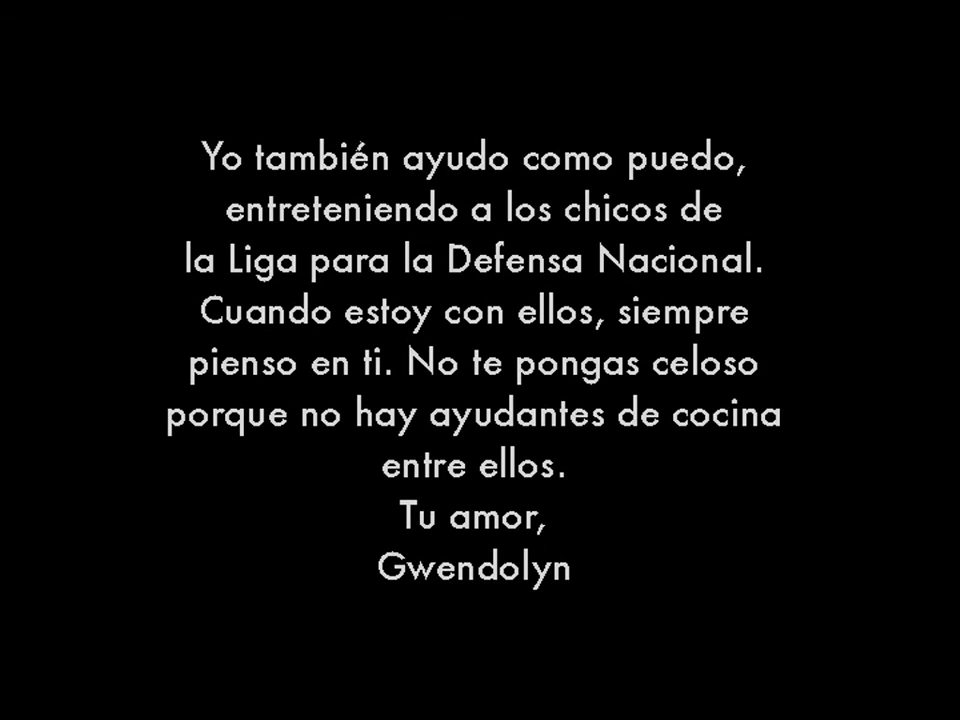 Yo también ayudo como puedo,
entreteniendo a los chicos de
la Liga para la Defensa Nacional.
Cuando estoy con ellos, siempre
pienso en ti. No te pongas celoso
porque no hay ayudantes de cocina
entre ellos.
Tu amor,
Gwendolyn